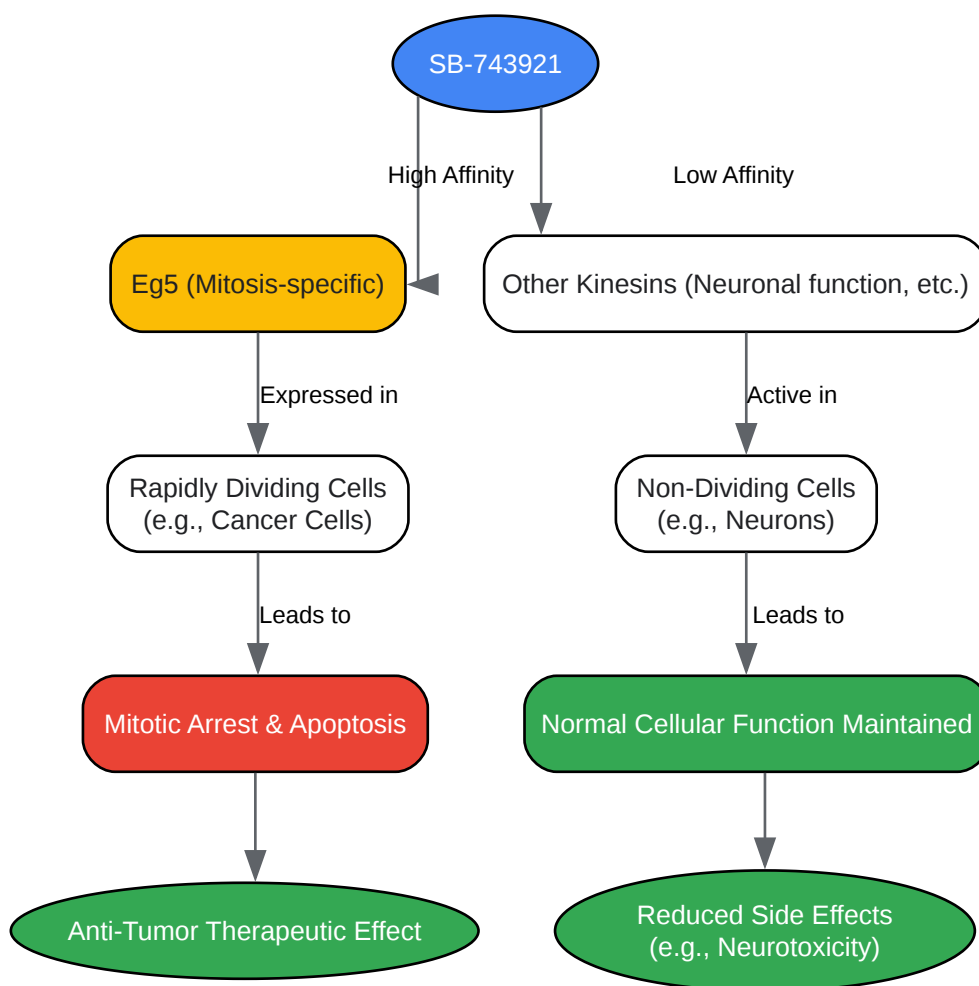 SB-743921
High Affinity
Low Affinity
Eg5 (Mitosis-specific)
Other Kinesins (Neuronal function, etc.)
Expressed in
Active in
Rapidly Dividing Cells
(e.g., Cancer Cells)
Non-Dividing Cells
(e.g., Neurons)
Leads to
Leads to
Mitotic Arrest & Apoptosis
Normal Cellular Function Maintained
Anti-Tumor Therapeutic Effect
Reduced Side Effects
(e.g., Neurotoxicity)